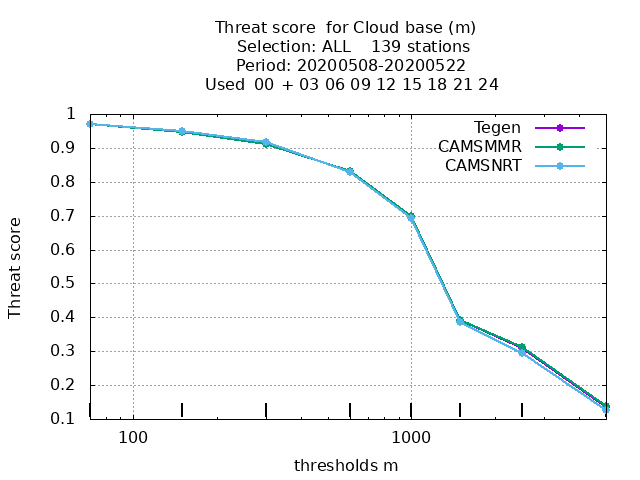 Threat score  for Cloud base (m)
Selection: ALL    139 stations
Period: 20200508-20200522
Used  00 + 03 06 09 12 15 18 21 24
Tegen
CAMSMMR
CAMSNRT
Threat score
1
0.9
0.8
0.7
0.6
0.5
0.4
0.3
0.2
0.1
100
1000
thresholds m